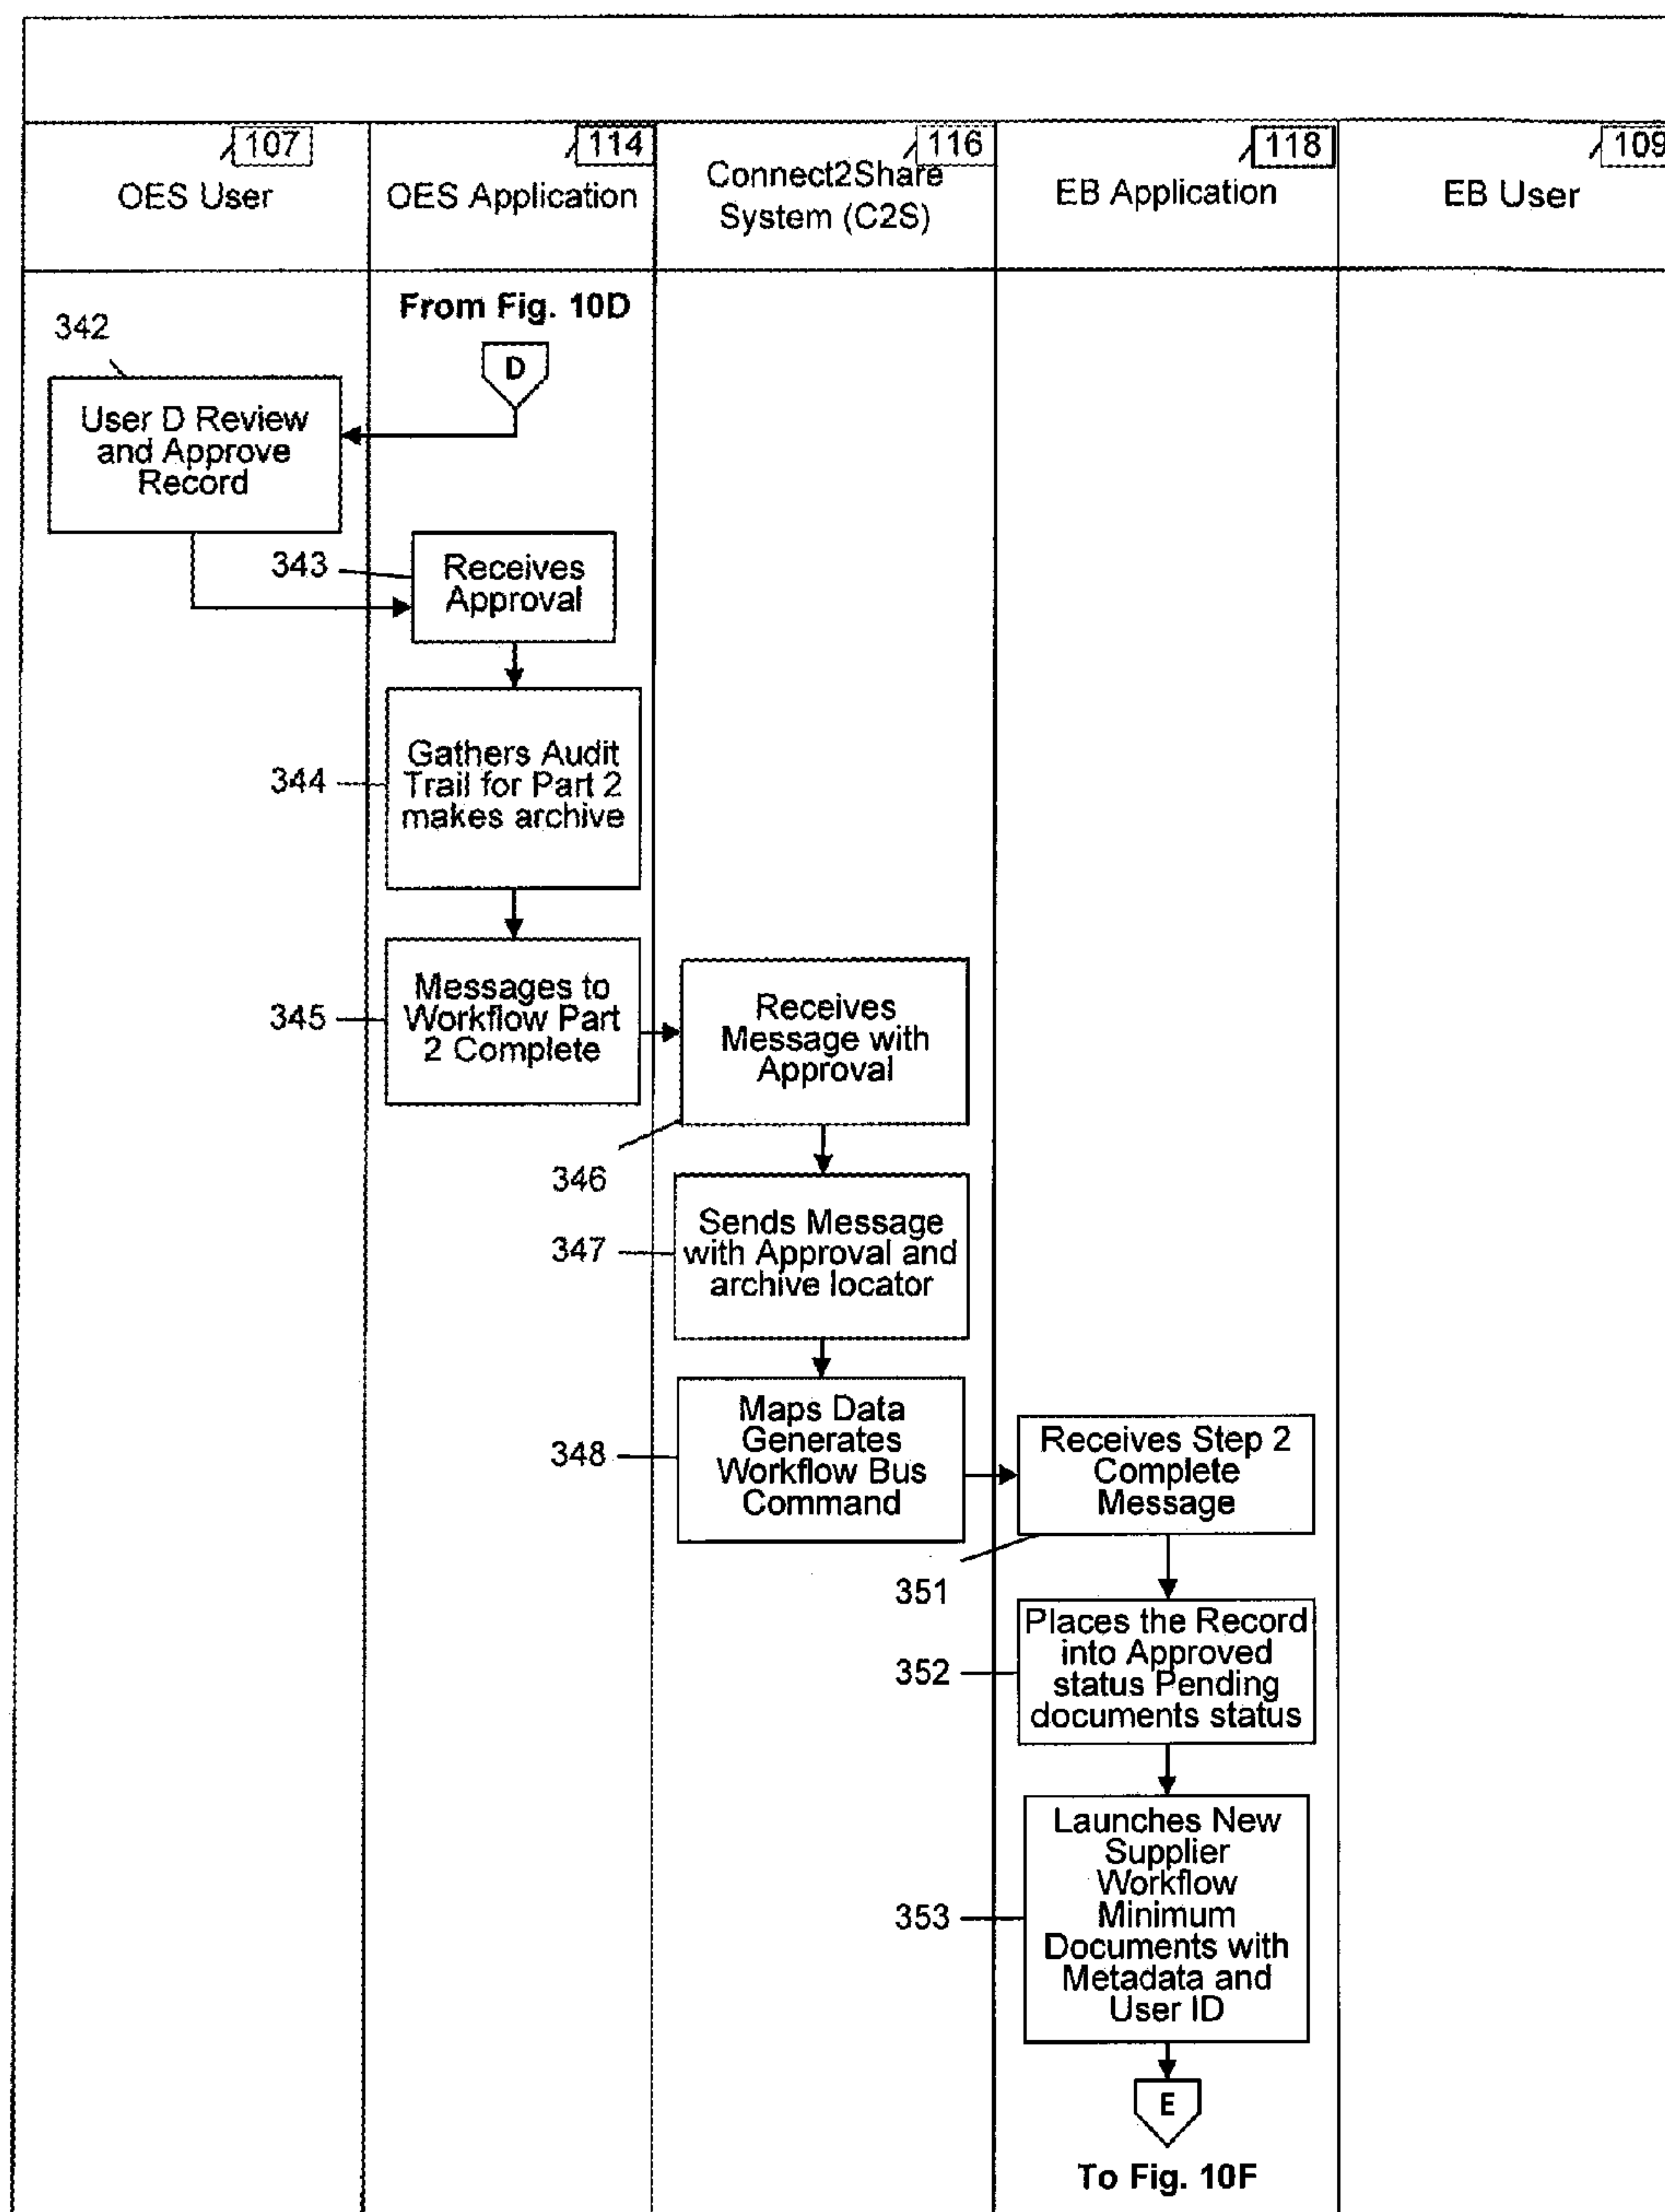 107
OES User
114
OES Application
116
Connect2Share
System (C2S)
118
EB Application
109
EB User
From Fig. 10D
D
342
User D Review
and Approve
Record
343
Receives
Approval
344
Gathers Audit
Trail for Part 2
makes archive
345
Messages to
Workflow Part
2 Complete
Receives
Message with
Approval
346
347
Sends Message
with Approval and
archive locator
348
Maps Data
Generates
Workflow Bus
Command
Receives Step 2
Complete
Message
351
352
Places the Record
into Approved
status Pending
documents status
353
Launches New
Supplier
Workflow
Minimum
Documents with
Metadata and
User ID
E
To Fig. 10F